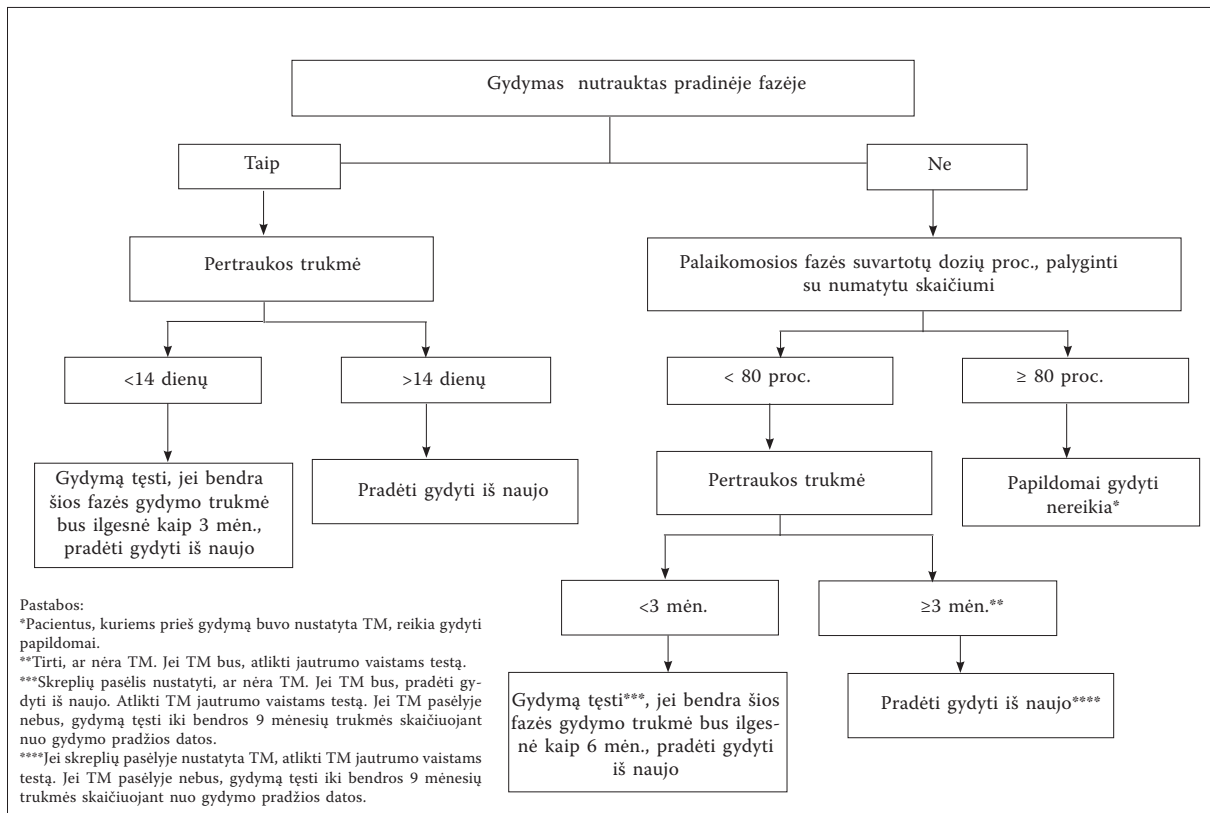 Gydymas nutrauktas pradinėje fazėje
Taip
Ne
Pertraukos trukmė
Palaikomosios fazės suvartotų dozių proc., palyginti
su numatytu skaičiumi
<14 dienų
>14 dienų
< 80 proc.
≥ 80 proc.
Gydymą tęsti, jei bendra
šios fazės gydymo trukmė
bus ilgesnė kaip 3 mėn.,
pradėti gydyti iš naujo
Pradėti gydyti iš naujo
Pertraukos trukmė
Papildomai gydyti
nereikia*
<3 mėn.
≥3 mėn.**
Gydymą tęsti***, jei bendra šios
fazės gydymo trukmė bus ilges-
nė kaip 6 mėn., pradėti gydyti
iš naujo
Pradėti gydyti iš naujo****
Pastabos:
*Pacientus, kuriems prieš gydymą buvo nustatyta TM, reikia gydyti
papildomai.
**Tirti, ar nėra TM. Jei TM bus, atlikti jautrumo vaistams testą.
***Skreplių pasėlis nustatyti, ar nėra TM. Jei TM bus, pradėti gy-
dyti iš naujo. Atlikti TM jautrumo vaistams testą. Jei TM pasėlyje
nebus, gydymą tęsti iki bendros 9 mėnesių trukmės skaičiuojant
nuo gydymo pradžios datos.
****Jei skreplių pasėlyje nustatyta TM, atlikti TM jautrumo vaistams
testą. Jei TM pasėlyje nebus, gydymą tęsti iki bendros 9 mėnesių
trukmės skaičiuojant nuo gydymo pradžios datos.